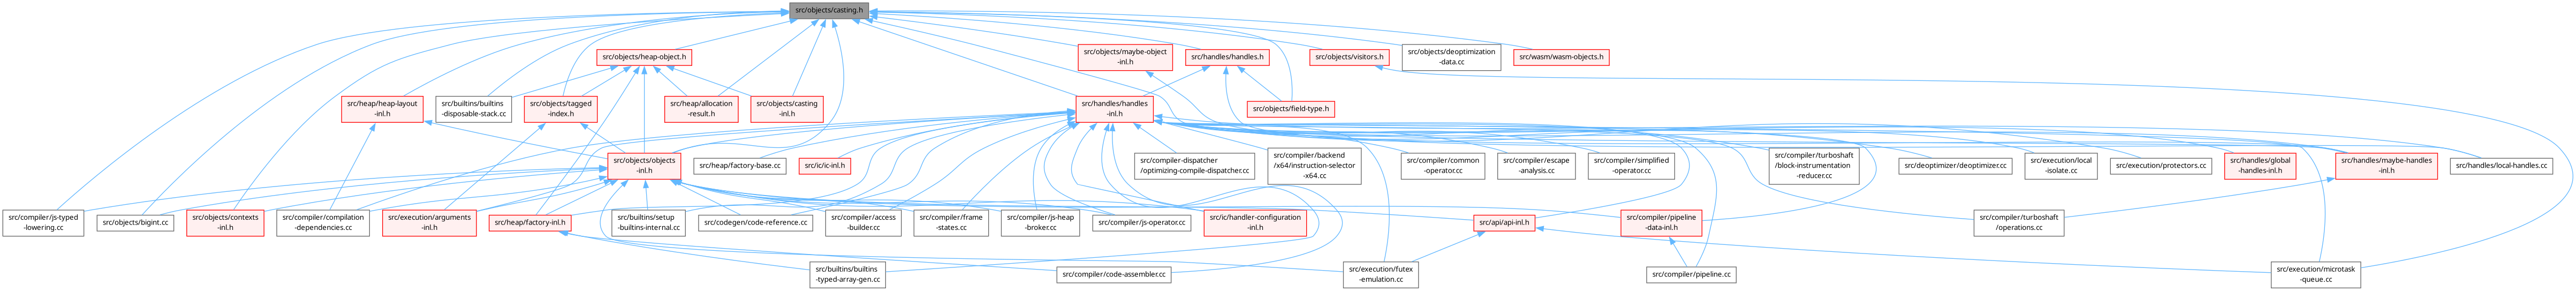 src/objects/casting.h
src/objects/heap-object.h
src/objects/maybe-object
-inl.h
src/handles/handles.h
src/objects/visitors.h
src/objects/deoptimization
-data.cc
src/wasm/wasm-objects.h
src/heap/heap-layout
-inl.h
src/builtins/builtins
-disposable-stack.cc
src/objects/tagged
-index.h
src/heap/allocation
-result.h
src/objects/casting
-inl.h
src/handles/handles
-inl.h
src/objects/field-type.h
src/objects/objects
-inl.h
src/heap/factory-base.cc
src/ic/ic-inl.h
src/compiler-dispatcher
/optimizing-compile-dispatcher.cc
src/compiler/backend
/x64/instruction-selector
-x64.cc
src/compiler/common
-operator.cc
src/compiler/escape
-analysis.cc
src/compiler/simplified
-operator.cc
src/compiler/turboshaft
/block-instrumentation
-reducer.cc
src/deoptimizer/deoptimizer.cc
src/execution/local
-isolate.cc
src/execution/protectors.cc
src/handles/global
-handles-inl.h
src/handles/maybe-handles
-inl.h
src/handles/local-handles.cc
src/compiler/js-typed
-lowering.cc
src/objects/bigint.cc
src/objects/contexts
-inl.h
src/compiler/compilation
-dependencies.cc
src/execution/arguments
-inl.h
src/heap/factory-inl.h
src/builtins/setup
-builtins-internal.cc
src/codegen/code-reference.cc
src/compiler/access
-builder.cc
src/compiler/frame
-states.cc
src/compiler/js-heap
-broker.cc
src/compiler/js-operator.cc
src/ic/handler-configuration
-inl.h
src/api/api-inl.h
src/compiler/pipeline
-data-inl.h
src/compiler/turboshaft
/operations.cc
src/builtins/builtins
-typed-array-gen.cc
src/compiler/code-assembler.cc
src/execution/futex
-emulation.cc
src/compiler/pipeline.cc
src/execution/microtask
-queue.cc